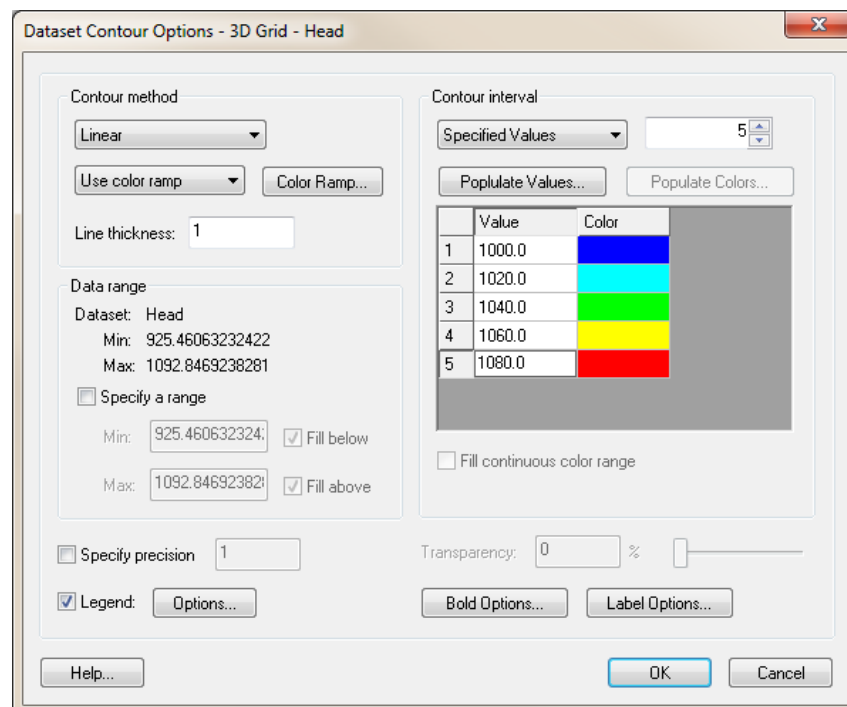 Dataset Contour Options - 3D Grid - Head
Contour method
Linear
Use color ramp
Color Ramp...
Line thickness: 1
Data range
Dataset: Head
Min: 925.46063232422
Max: 1092.8469238281
Specify a range
Min: 925.460632324 Fill below
Max: 1092.84692382 Fill above
Contour interval
Specified Values 5
Poplulate Values... Populate Colors...
Value Color
1 1000.0
2 1020.0
3 1040.0
4 1060.0
5 1080.0
Fill continuous color range
Specify precision 1
Transparency: 0 %
Legend: Options...
Bold Options... Label Options...
Help... OK Cancel